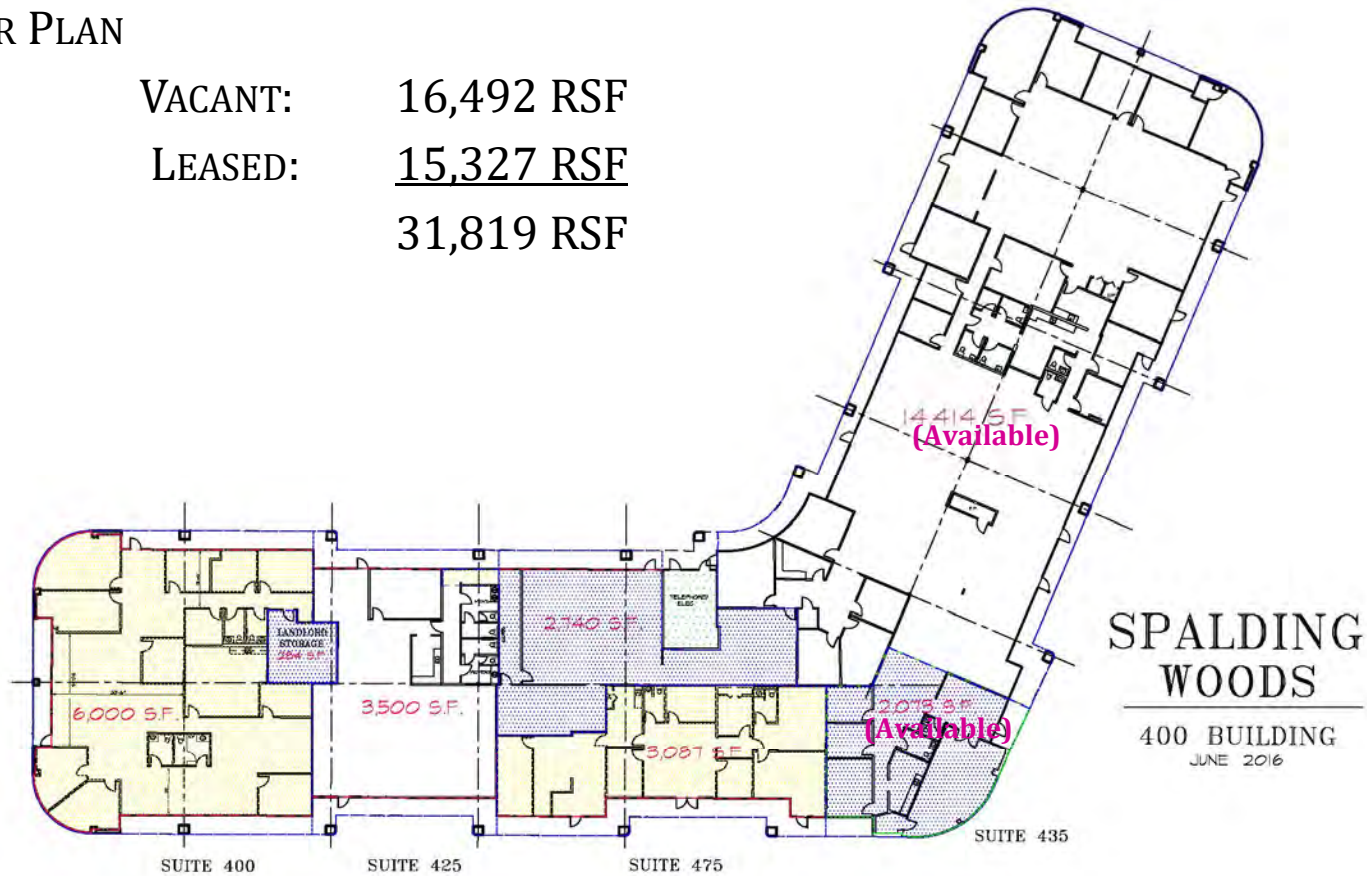 R PLAN
VACANT: 16,492 RSF
LEASED: 15,327 RSF
31,819 RSF
14,414 S.F.
(Available)
TELEPHONE/
ELEC.
2740 S.F.
LANDLORD
STORAGE
6,000 S.F.
3,500 S.F.
3,087 S.F.
(Available)
SPALDING
WOODS
400 BUILDING
JUNE 2016
SUITE 435
SUITE 400
SUITE 425
SUITE 475